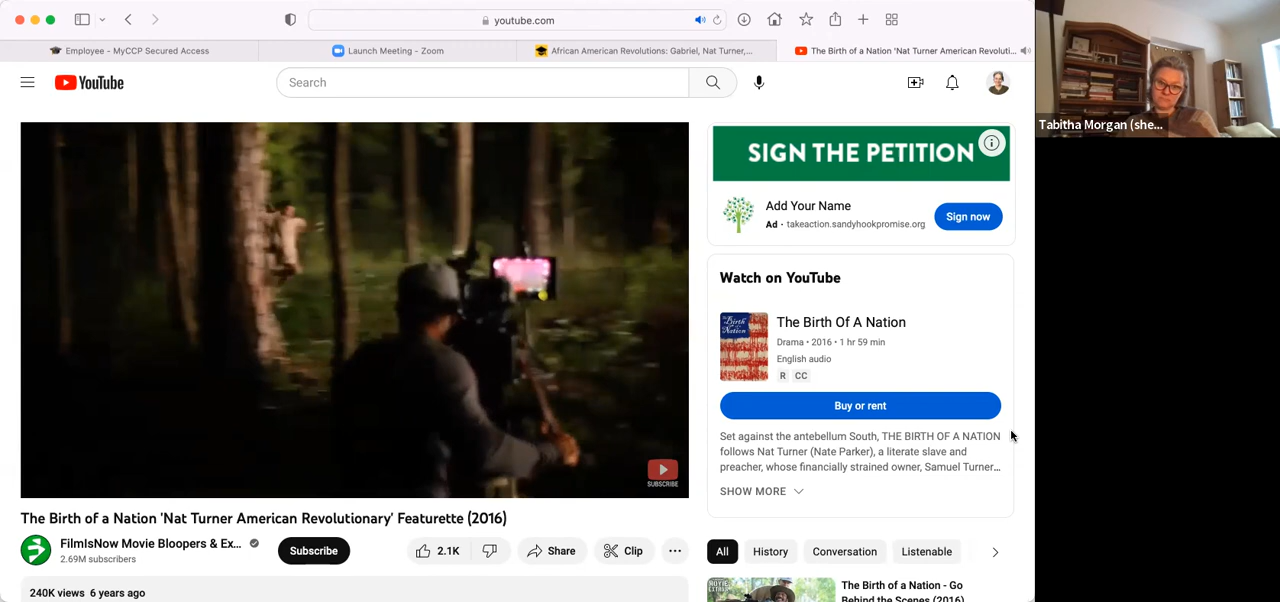 youtube.com
Employee - MyCCP Secured Access
Launch Meeting - Zoom
African American Revolutions: Gabriel, Nat Turner,...
The Birth of a Nation 'Nat Turner American Revoluti...
YouTube
Search
SIGN THE PETITION
Add Your Name
Ad · takeaction.sandyhookpromise.org
Sign now
Watch on YouTube
The Birth Of A Nation
Drama • 2016 • 1 hr 59 min
English audio
R CC
Buy or rent
Set against the antebellum South, THE BIRTH OF A NATION
follows Nat Turner (Nate Parker), a literate slave and
preacher, whose financially strained owner, Samuel Turner...
SHOW MORE
SUBSCRIBE
The Birth of a Nation 'Nat Turner American Revolutionary' Featurette (2016)
FilmIsNow Movie Bloopers & Ex...
2.69M subscribers
Subscribe
2.1K
Share
Clip
240K views 6 years ago
All
History
Conversation
Listenable
The Birth of a Nation - Go
Behind the Scenes (2016)
Tabitha Morgan (she...